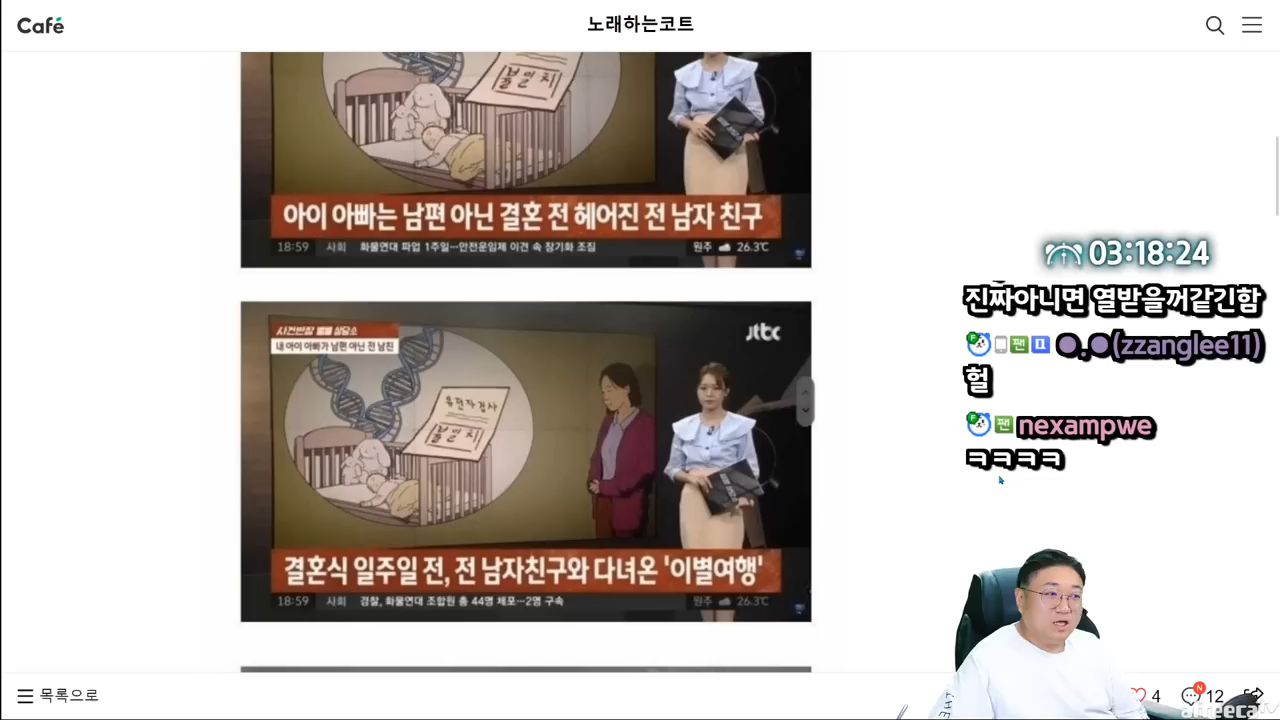 Café
노래하는코트
불일치
아이 아빠는 남편 아닌 결혼 전 헤어진 전 남자 친구
18:59 사회 화물연대 파업 1주일…안전운임제 이견 속 장기화 조짐 원주 26.3℃
03:18:24
진짜아니면 열받을꺼같긴함
사건반장 별별 상담소
jtbc
내 아이 아빠가 남편 아닌 전 남친
●.●(zzanglee11)
헐
유전자검사
불일치
팬 nexampwe
ㅋㅋㅋㅋ
결혼식 일주일 전, 전 남자친구와 다녀온 '이별여행'
18:59 사회 경찰, 화물연대 조합원 총 44명 체포…2명 구속 원주 26.3℃
목록으로
4
N
12
afreecaTV